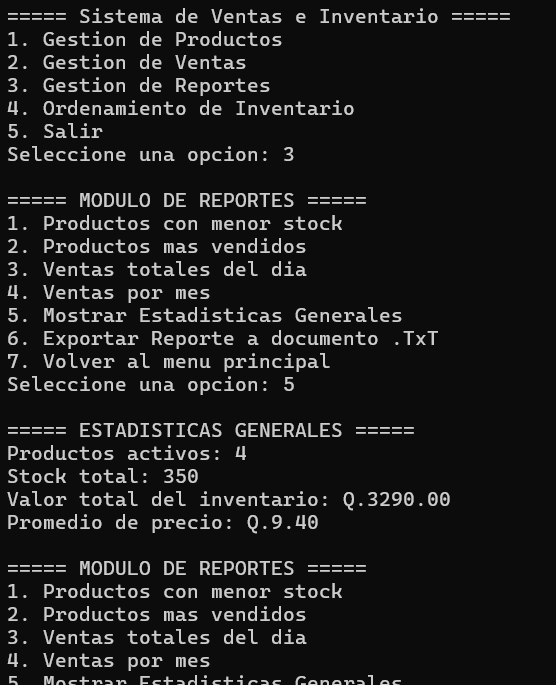 ===== Sistema de Ventas e Inventario =====
1. Gestion de Productos
2. Gestion de Ventas
3. Gestion de Reportes
4. Ordenamiento de Inventario
5. Salir
Seleccione una opcion: 3
===== MODULO DE REPORTES =====
1. Productos con menor stock
2. Productos mas vendidos
3. Ventas totales del dia
4. Ventas por mes
5. Mostrar Estadisticas Generales
6. Exportar Reporte a documento .TxT
7. Volver al menu principal
Seleccione una opcion: 5
===== ESTADISTICAS GENERALES =====
Productos activos: 4
Stock total: 350
Valor total del inventario: Q.3290.00
Promedio de precio: Q.9.40
===== MODULO DE REPORTES =====
1. Productos con menor stock
2. Productos mas vendidos
3. Ventas totales del dia
4. Ventas por mes
5. Mostrar Estadisticas Generales